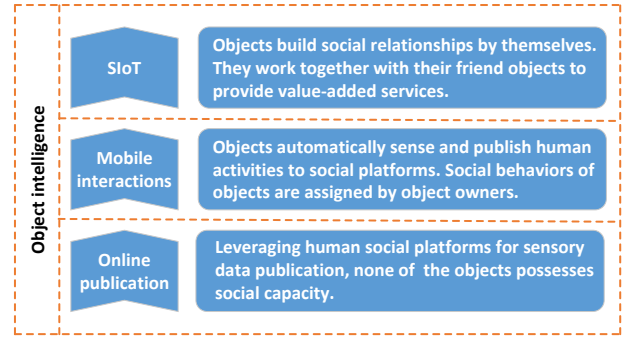 Object intelligence
SIoT
Objects build social relationships by themselves.
They work together with their friend objects to
provide value-added services.
Mobile
interactions
Objects automatically sense and publish human
activities to social platforms. Social behaviors of
objects are assigned by object owners.
Online
publication
Leveraging human social platforms for sensory
data publication, none of the objects possesses
social capacity.